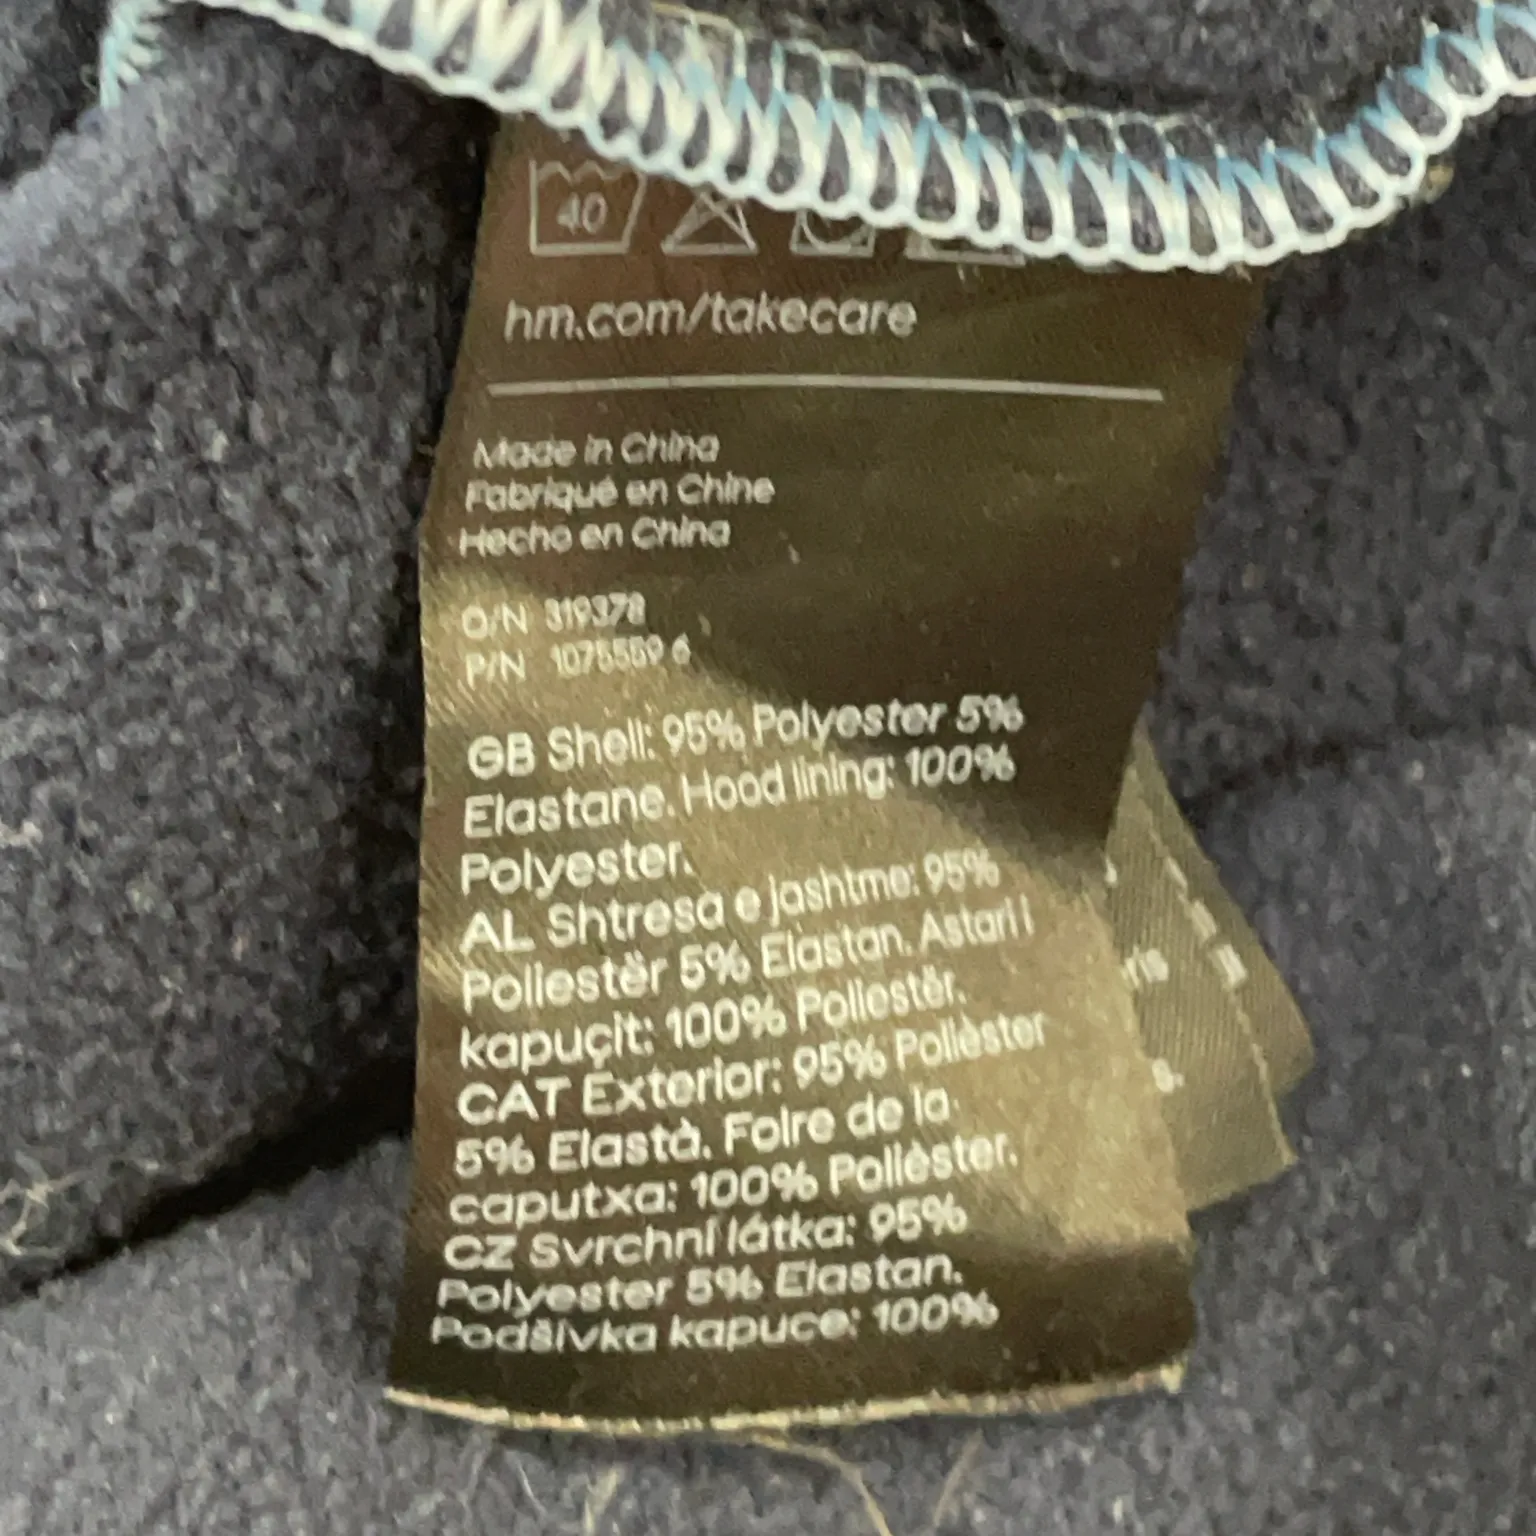 40
hm.com/takecare
Made in China
Fabriqué en Chine
Hecho en China
O/N 319378
P/N 1075559 6
GB Shell: 95% Polyester 5%
Elastane. Hood lining: 100%
Polyester.
AL Shtresa e jashtme: 95%
Poliestër 5% Elastan. Astari i
kapuçit: 100% Poliestër.
CAT Exterior: 95% Polièster
5% Elastà. Folre de la
caputxa: 100% Polièster.
CZ Svrchní látka: 95%
Polyester 5% Elastan.
Podšívka kapuce: 100%